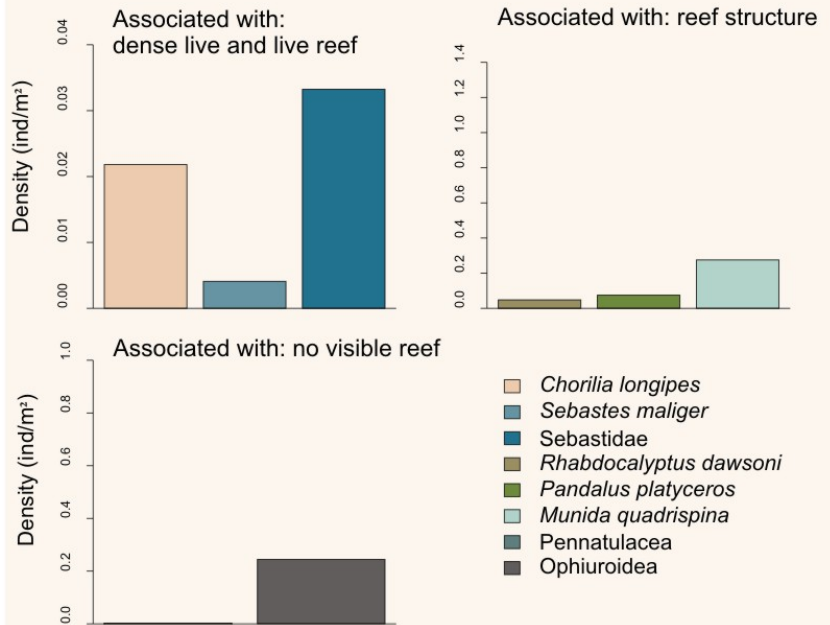 Associated with:
dense live and live reef
Density (ind/m²)
0.04
0.03
0.02
0.01
0.00
Associated with: reef structure
1.4
1.2
1.0
0.8
0.6
0.4
0.2
0.0
Associated with: no visible reef
Density (ind/m²)
1.0
0.8
0.6
0.4
0.2
0.0
Chorilia longipes
Sebastes maliger
Sebastidae
Rhabdocalyptus dawsoni
Pandalus platyceros
Munida quadrispina
Pennatulacea
Ophiuroidea